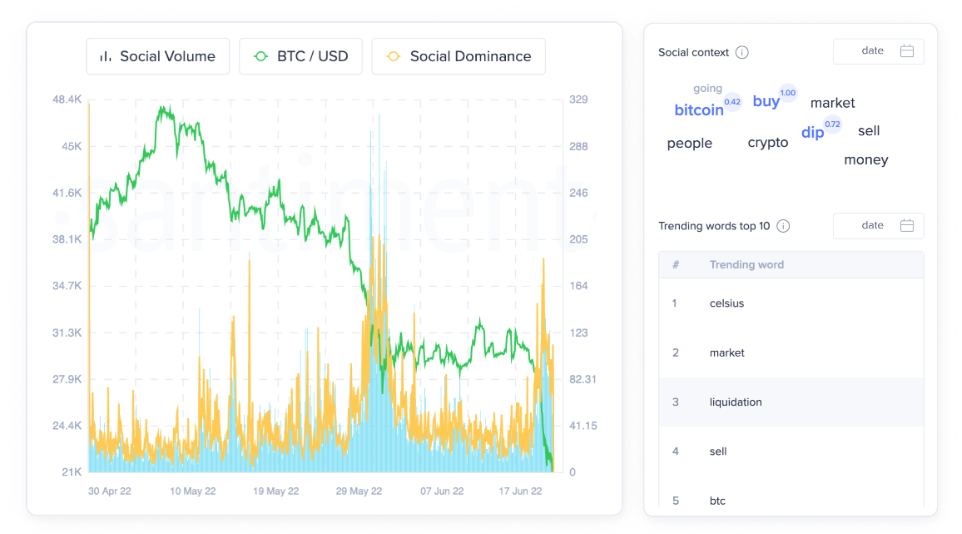 Social Volume
BTC / USD
Social Dominance
48.4K
45K
41.6K
38.1K
34.7K
31.3K
27.9K
24.4K
21K
329
288
246
205
164
123
82.31
41.15
0
santiment
30 Apr 22
10 May 22
19 May 22
29 May 22
07 Jun 22
17 Jun 22
Social context
date
going
bitcoin 0.42
buy 1.00
market
people
crypto
dip 0.72
sell
money
Trending words top 10
date
# Trending word
1 celsius
2 market
3 liquidation
4 sell
5 btc